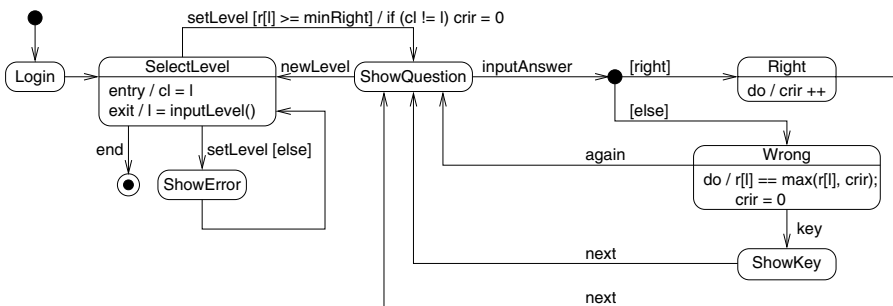 setLevel [r[l] >= minRight] / if (cl != l) crir = 0
Login
SelectLevel
entry / cl = l
exit / l = inputLevel()
newLevel
ShowQuestion
inputAnswer
[right]
Right
do / crir ++
[else]
end
setLevel [else]
ShowError
again
Wrong
do / r[l] == max(r[l], crir);
crir = 0
key
next
ShowKey
next